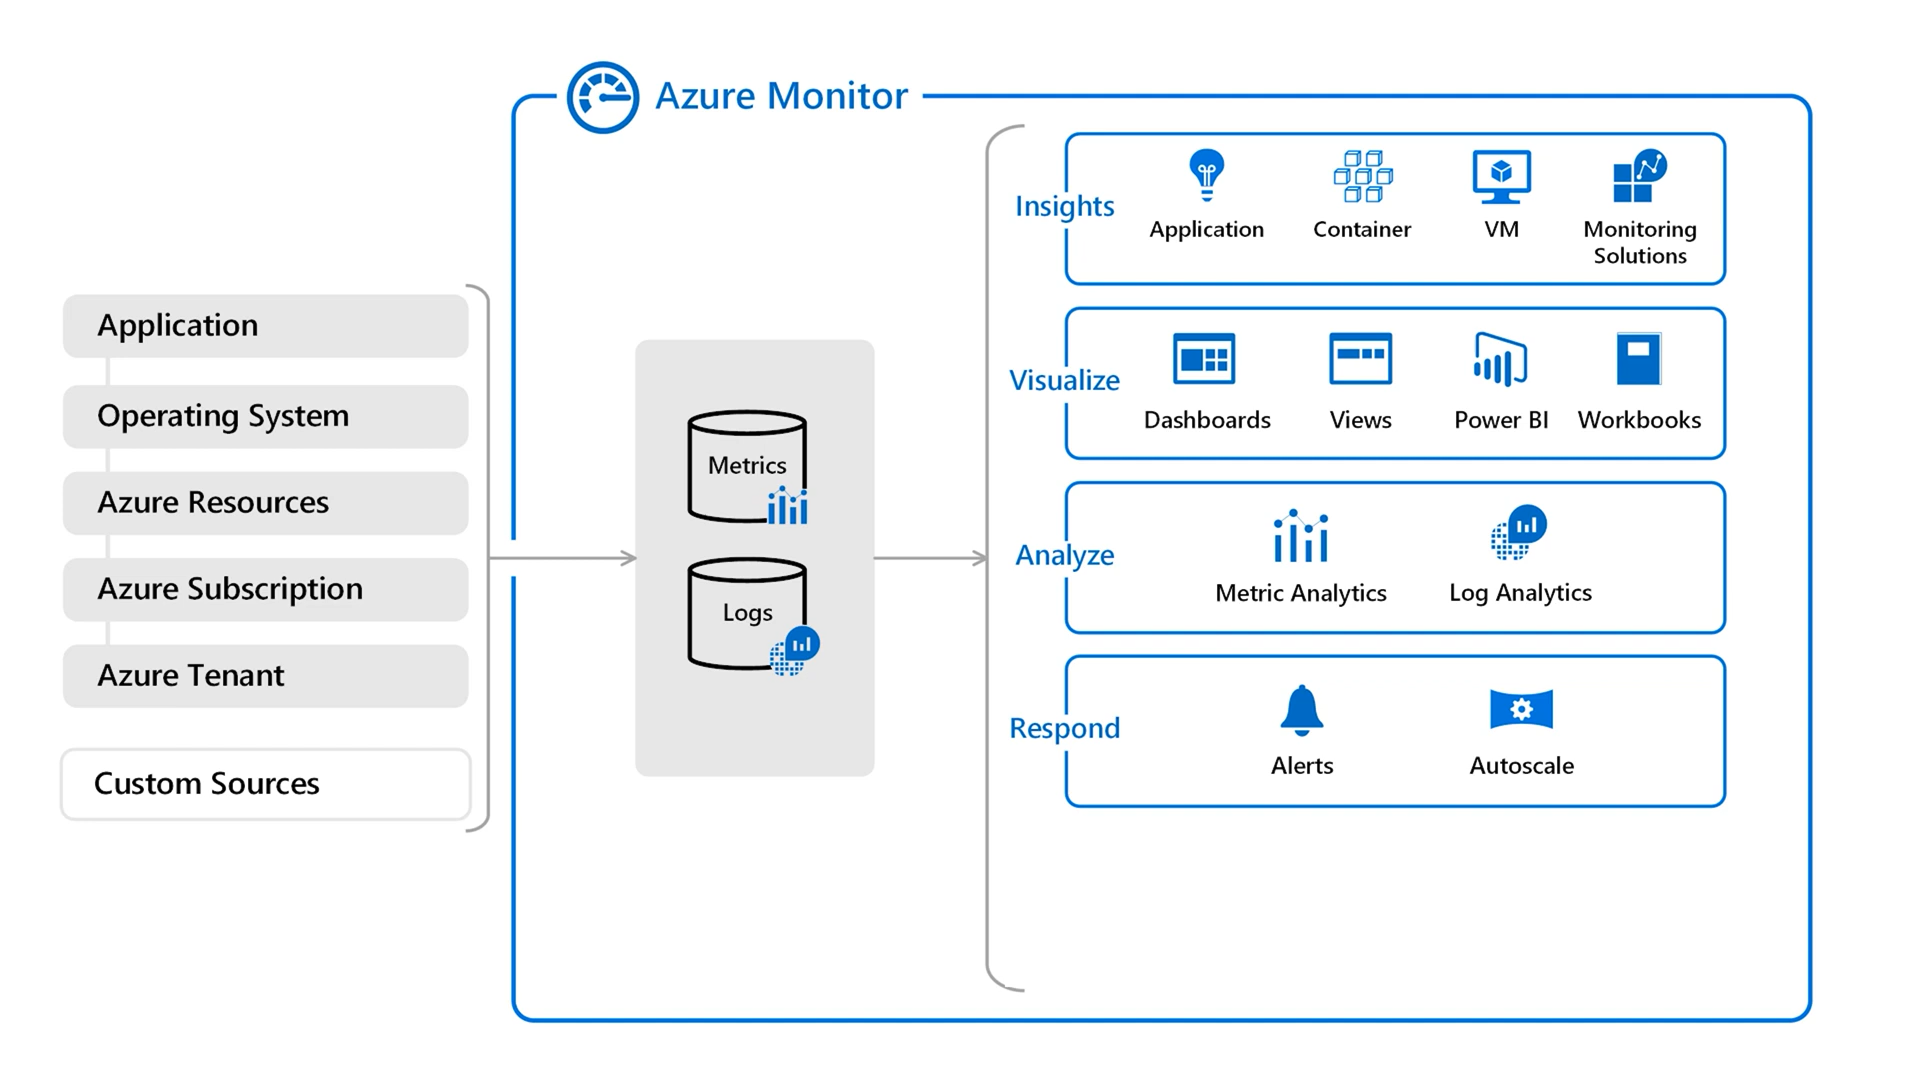 Azure Monitor
Application
Operating System
Azure Resources
Azure Subscription
Azure Tenant
Custom Sources
Metrics
Logs
Insights
Application
Container
VM
Monitoring
Solutions
Visualize
Dashboards
Views
Power BI
Workbooks
Analyze
Metric Analytics
Log Analytics
Respond
Alerts
Autoscale